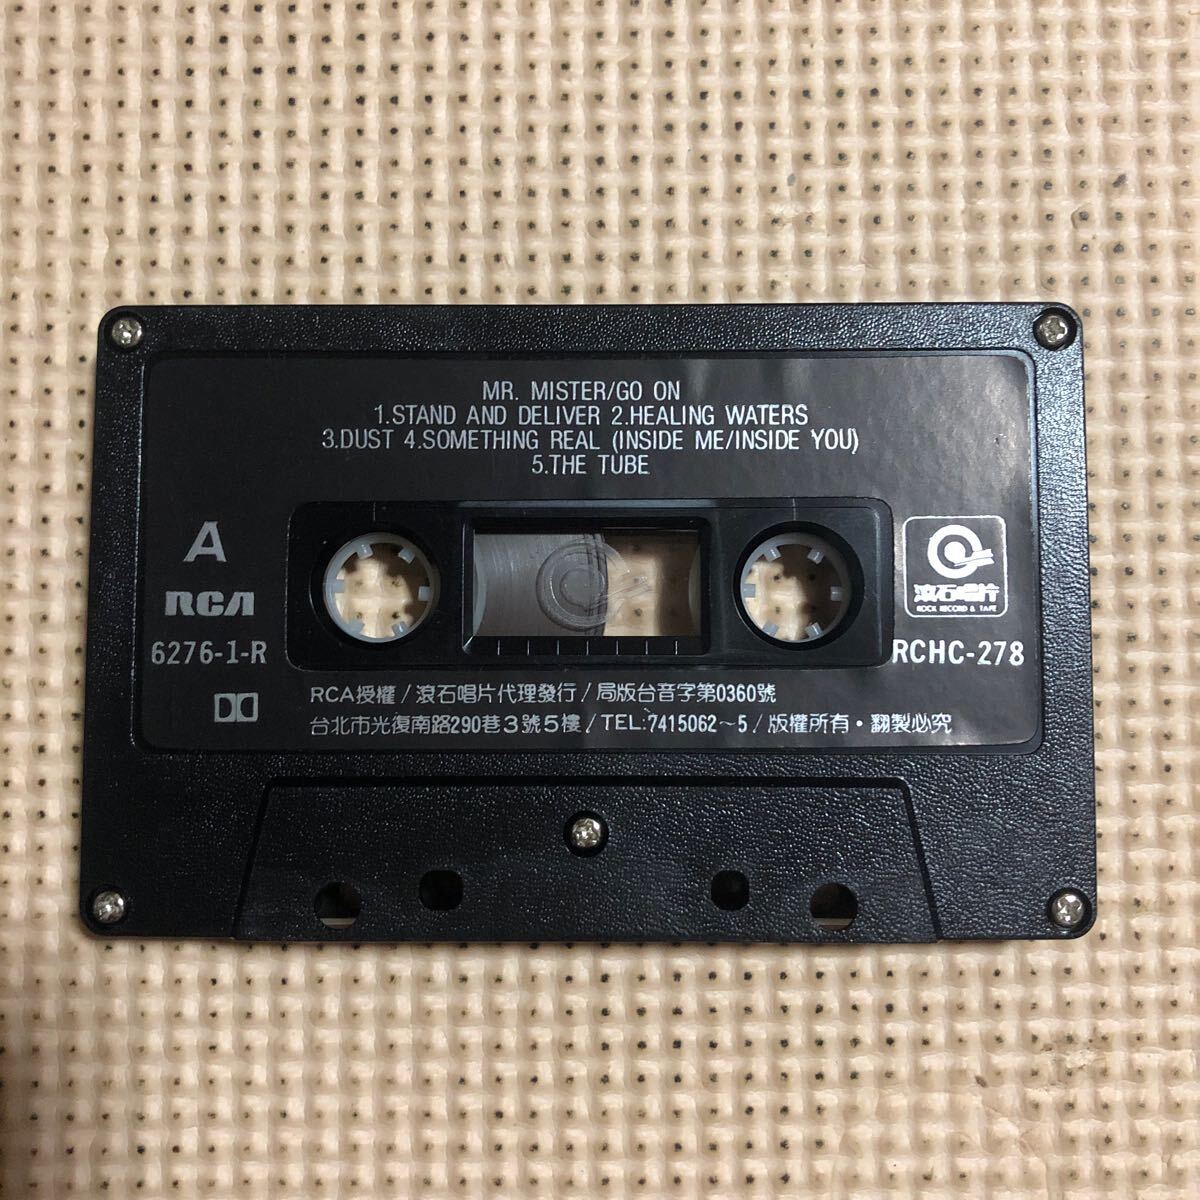 MR. MISTER/GO ON
1.STAND AND DELIVER 2.HEALING WATERS
3.DUST 4.SOMETHING REAL (INSIDE ME/INSIDE YOU)
5.THE TUBE
A
RCA
6276-1-R
滾石唱片
ROCK RECORD & TAPE
RCHC-278
RCA授權/滾石唱片代理發行/局版台音字第0360號
台北市光復南路290巷3號5樓/TEL:7415062~5/版權所有・翻製必究